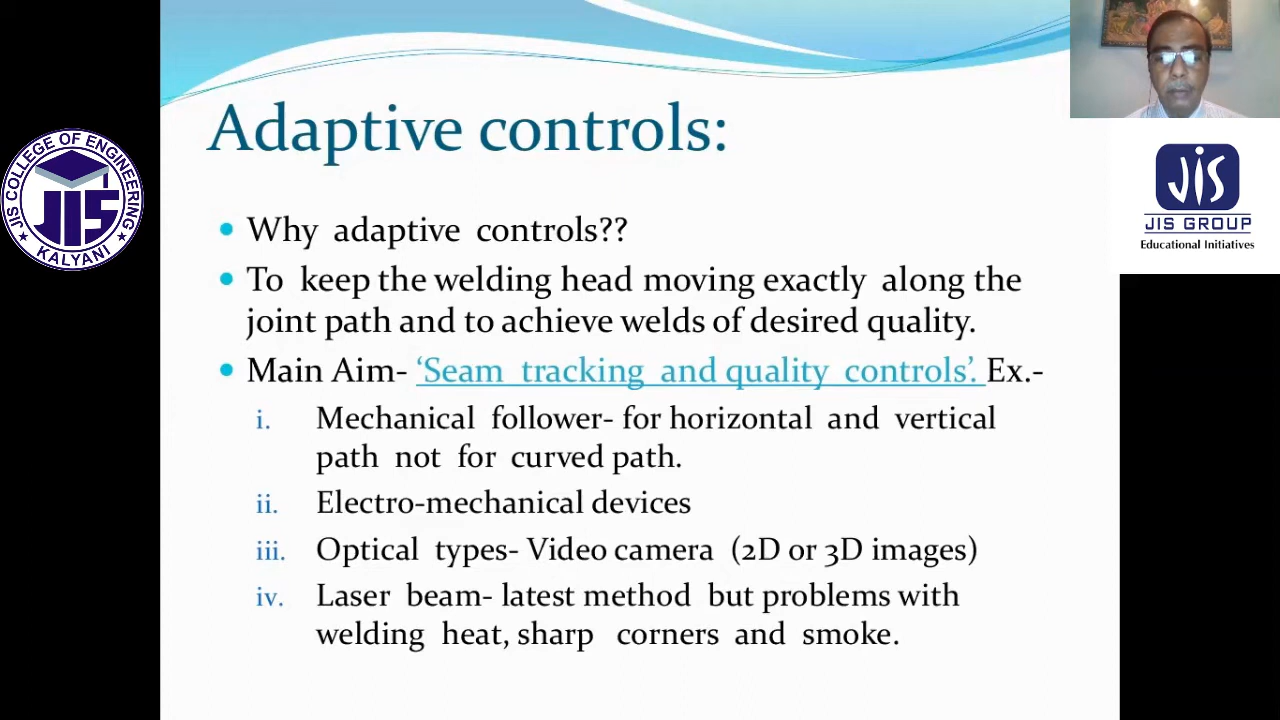 Adaptive controls:
Why adaptive controls??
To keep the welding head moving exactly along the
joint path and to achieve welds of desired quality.
Main Aim- ‘Seam tracking and quality controls’. Ex.-
i. Mechanical follower- for horizontal and vertical
path not for curved path.
ii. Electro-mechanical devices
iii. Optical types- Video camera (2D or 3D images)
iv. Laser beam- latest method but problems with
welding heat, sharp corners and smoke.
JIS COLLEGE OF ENGINEERING
JIS
KALYANI
JIS
JIS GROUP
Educational Initiatives